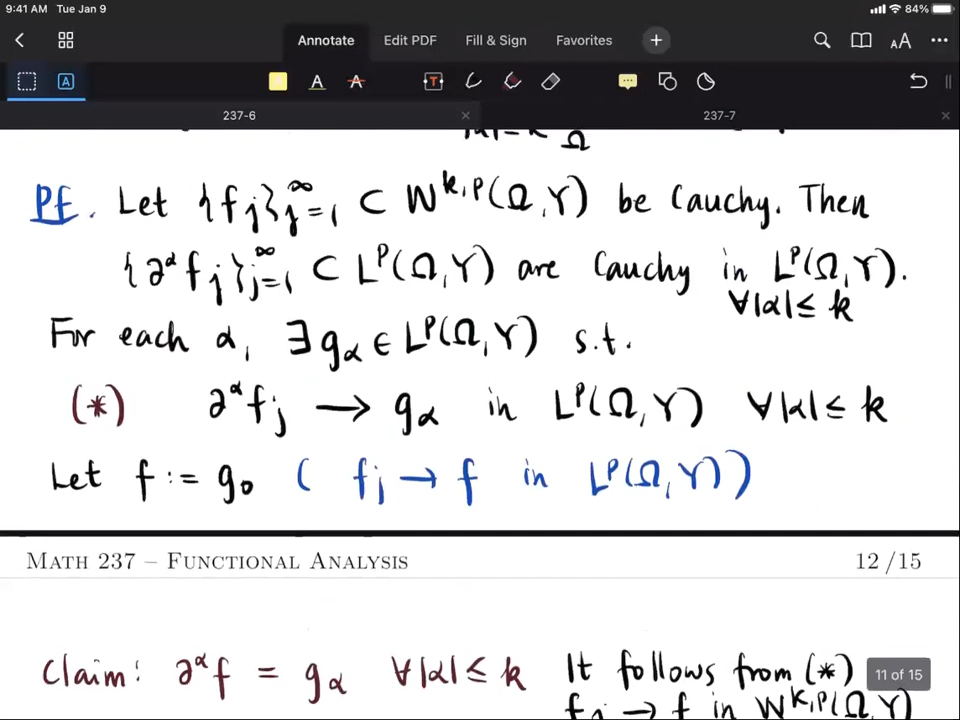 9:41 AM Tue Jan 9
84%
Annotate Edit PDF Fill & Sign Favorites
237-6 237-7
|α|=k Ω
Pf. Let {f_j}_{j=1}^∞ ⊂ W^{k,p}(Ω,Y) be Cauchy. Then
{∂^α f_j}_{j=1}^∞ ⊂ L^p(Ω,Y) are Cauchy in L^p(Ω,Y).
∀|α|≤ k
For each α, ∃ g_α ∈ L^p(Ω,Y) s.t.
(*) ∂^α f_j → g_α in L^p(Ω,Y) ∀|α|≤ k
Let f := g_0 ( f_j → f in L^p(Ω,Y))
MATH 237 – FUNCTIONAL ANALYSIS 12 /15
Claim: ∂^α f = g_α ∀|α|≤ k It follows from (*)
11 of 15
f_j → f in W^{k,p}(Ω,Y)